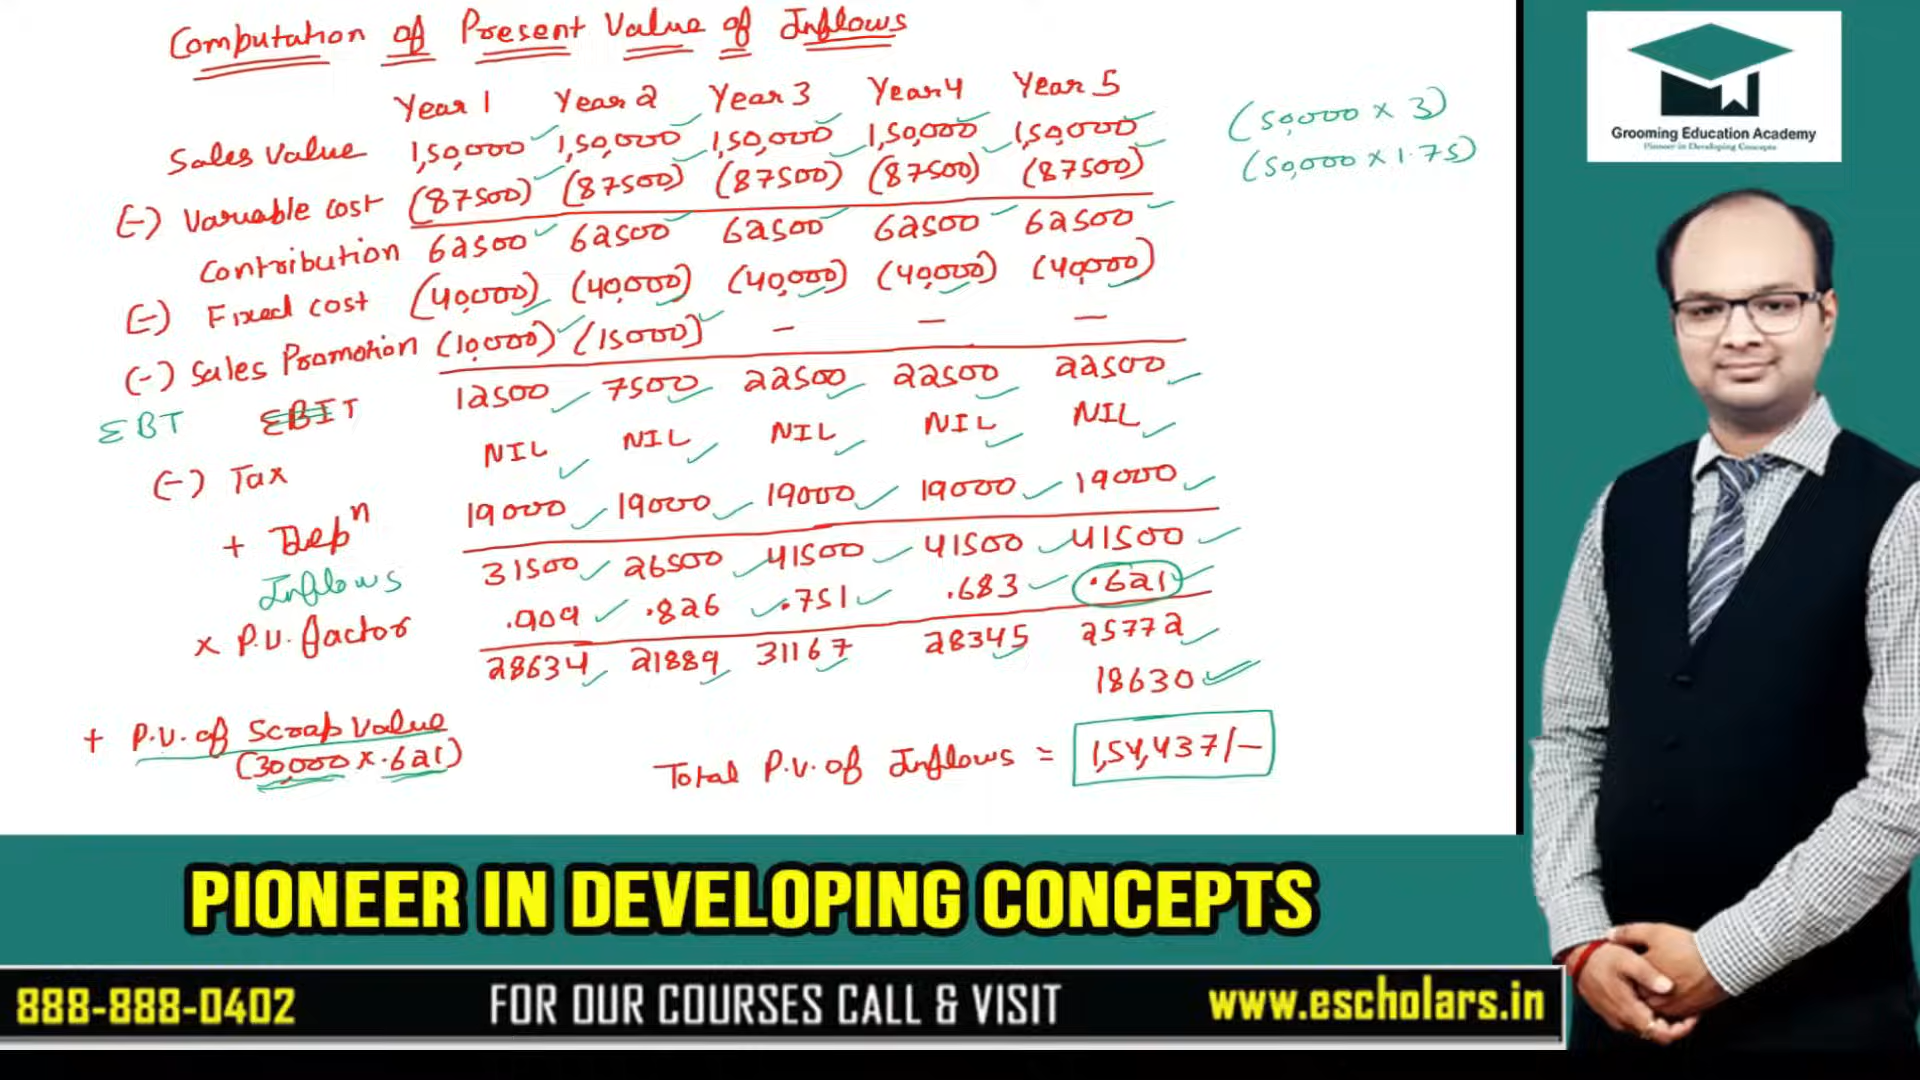 Computation of Present Value of Inflows
Year 1 Year 2 Year 3 Year 4 Year 5
Sales Value 1,50,000 1,50,000 1,50,000 1,50,000 1,50,000 (50,000 x 3)
(-) Variable cost (87500) (87500) (87500) (87500) (87500) (50,000 x 1.75)
Contribution 62500 62500 62500 62500 62500
(-) Fixed cost (40,000) (40,000) (40,000) (40,000) (40,000)
(-) Sales Promotion (10,000) (15000) - - -
EBT EBIT 12500 7500 22500 22500 22500
(-) Tax NIL NIL NIL NIL NIL
+ Depn 19000 19000 19000 19000 19000
Inflows 31500 26500 41500 41500 41500
x P.V. factor .909 .826 .751 .683 .621
28634 21889 31167 28345 25772
+ P.V. of Scrap Value 18630
(30,000 x .621)
Total P.V. of Inflows = 1,54,437/-
Grooming Education Academy
Pioneer in Developing Concepts
PIONEER IN DEVELOPING CONCEPTS
888-888-0402 FOR OUR COURSES CALL & VISIT www.escholars.in